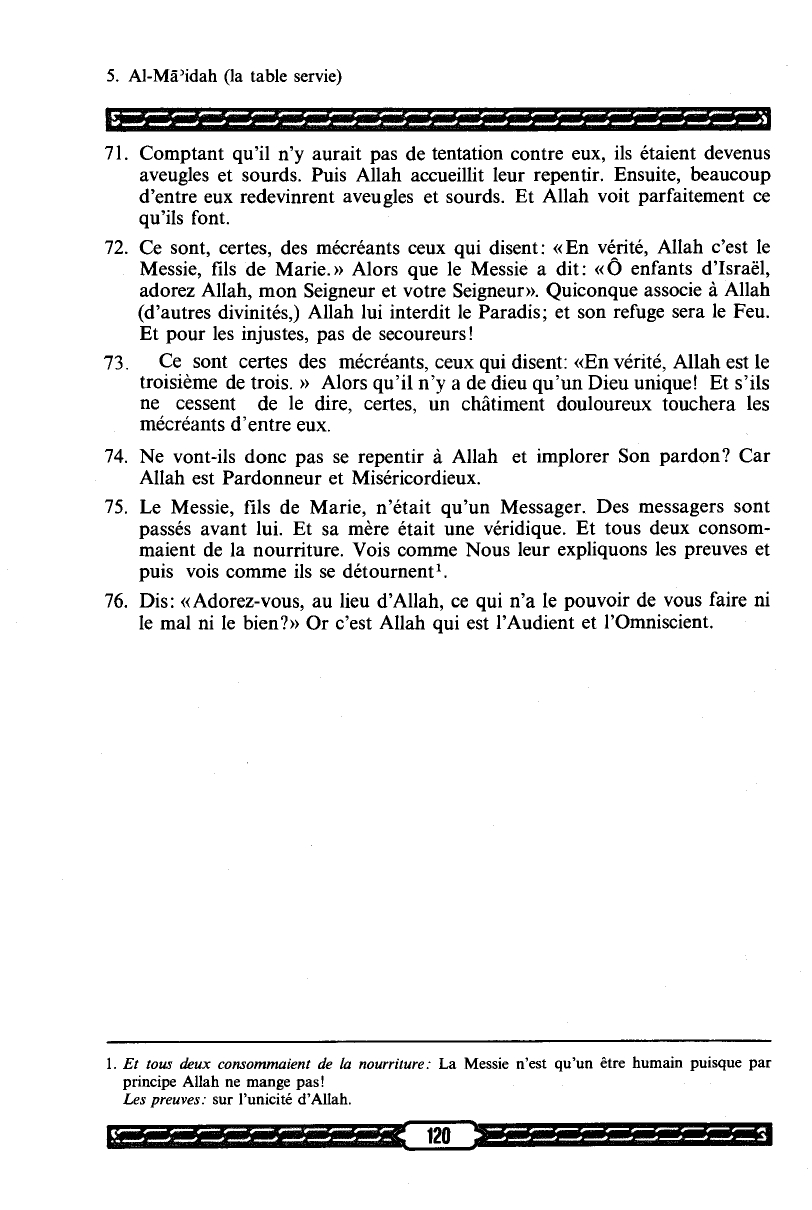 5. Al-Māʾidah (la table servie)
71. Comptant qu'il n'y aurait pas de tentation contre eux, ils étaient devenus
aveugles et sourds. Puis Allah accueillit leur repentir. Ensuite, beaucoup
d'entre eux redevinrent aveugles et sourds. Et Allah voit parfaitement ce
qu'ils font.
72. Ce sont, certes, des mécréants ceux qui disent: «En vérité, Allah c'est le
Messie, fils de Marie.» Alors que le Messie a dit: «Ô enfants d'Israël,
adorez Allah, mon Seigneur et votre Seigneur». Quiconque associe à Allah
(d'autres divinités,) Allah lui interdit le Paradis; et son refuge sera le Feu.
Et pour les injustes, pas de secoureurs!
73. Ce sont certes des mécréants, ceux qui disent: «En vérité, Allah est le
troisième de trois. » Alors qu'il n'y a de dieu qu'un Dieu unique! Et s'ils
ne cessent de le dire, certes, un châtiment douloureux touchera les
mécréants d'entre eux.
74. Ne vont-ils donc pas se repentir à Allah et implorer Son pardon? Car
Allah est Pardonneur et Miséricordieux.
75. Le Messie, fils de Marie, n'était qu'un Messager. Des messagers sont
passés avant lui. Et sa mère était une véridique. Et tous deux consom-
maient de la nourriture. Vois comme Nous leur expliquons les preuves et
puis vois comme ils se détournent¹.
76. Dis: «Adorez-vous, au lieu d'Allah, ce qui n'a le pouvoir de vous faire ni
le mal ni le bien?» Or c'est Allah qui est l'Audient et l'Omniscient.
1. Et tous deux consommaient de la nourriture: La Messie n'est qu'un être humain puisque par
principe Allah ne mange pas!
Les preuves: sur l'unicité d'Allah.
120